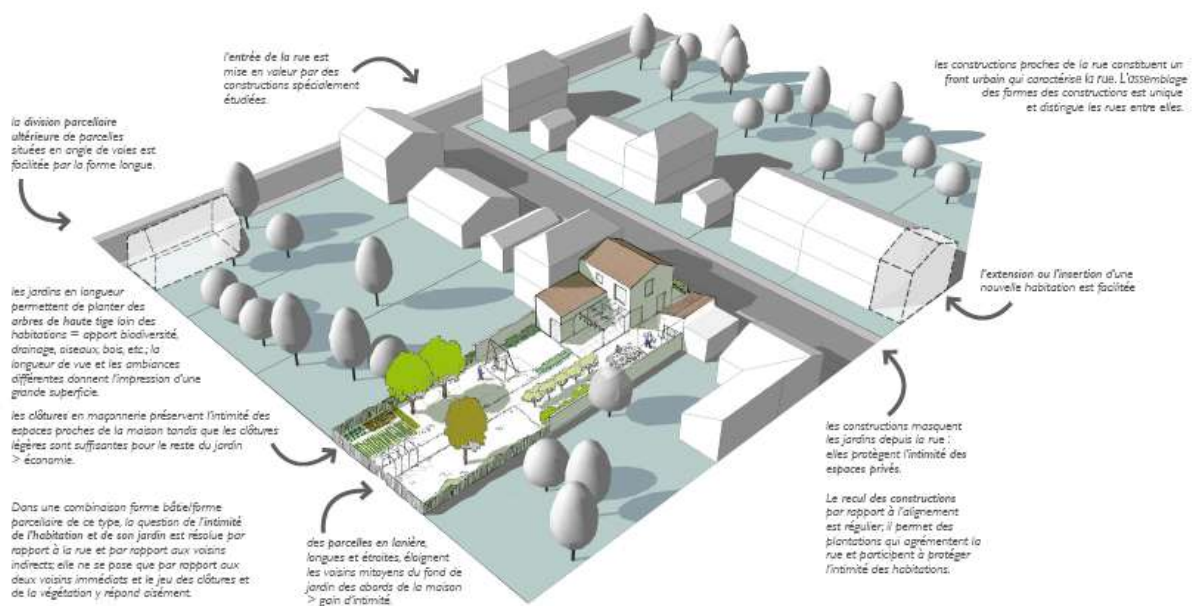 l'entrée de la rue est
mise en valeur par des
constructions spécialement
étudiées.
les constructions proches de la rue constituent un
front urbain qui caractérise la rue. L'assemblage
des formes des constructions est unique
et distingue les rues entre elles.
la division parcellaire
ultérieure de parcelles
situées en angle de voies est
facilitée par la forme longue.
l'extension ou l'insertion d'une
nouvelle habitation est facilitée
les jardins en longueur
permettent de planter des
arbres de haute tige loin des
habitations = apport biodiversité,
drainage, oiseaux, bois, etc.; la
longueur de vue et les ambiances
différentes donnent l'impression d'une
grande superficie.
les clôtures en maçonnerie préservent l'intimité des
espaces proches de la maison tandis que les clôtures
légères sont suffisantes pour le reste du jardin
> économie.
Dans une combinaison forme bâtie/forme
parcellaire de ce type, la question de l'intimité
de l'habitation et de son jardin est résolue par
rapport à la rue et par rapport aux voisins
indirects; elle ne se pose que par rapport aux
deux voisins immédiats et le jeu des clôtures et
de la végétation y répond aisément.
des parcelles en lanière,
longues et étroites, éloignent
les voisins mitoyens du fond de
jardin des abords de la maison
> gain d'intimité.
les constructions masquent
les jardins depuis la rue :
elles protègent l'intimité des
espaces privés.
Le recul des constructions
par rapport à l'alignement
est régulier; il permet des
plantations qui agrémentent la
rue et participent à protéger
l'intimité des habitations.